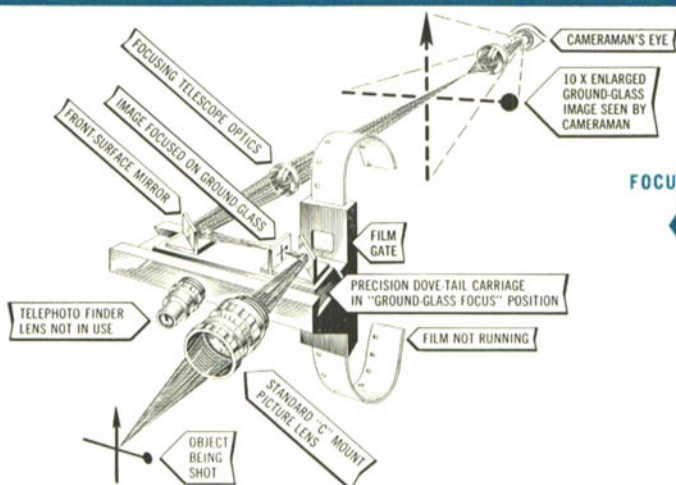 FOCUSING TELESCOPE OPTICS
IMAGE FOCUSED ON GROUND-GLASS
FRONT-SURFACE MIRROR
CAMERAMAN'S EYE
10 X ENLARGED
GROUND-GLASS
IMAGE SEEN BY
CAMERAMAN
FOCU
FILM
GATE
PRECISION DOVE-TAIL CARRIAGE
IN "GROUND-GLASS FOCUS" POSITION
TELEPHOTO FINDER
LENS NOT IN USE
FILM NOT RUNNING
STANDARD "C" MOUNT
PICTURE LENS
OBJECT
BEING
SHOT